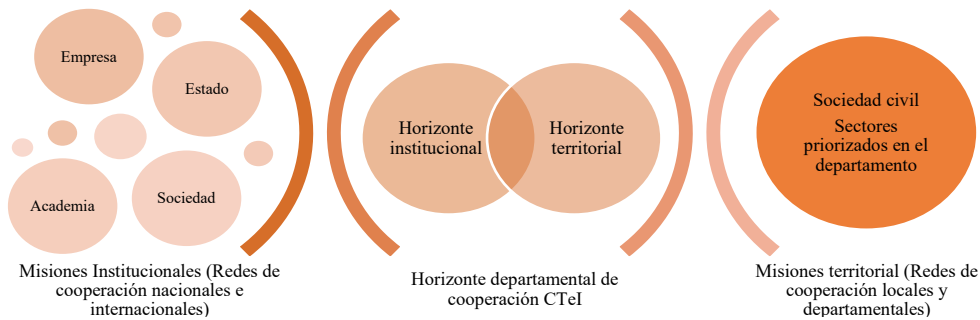 Empresa
Estado
Academia
Sociedad
Misiones Institucionales (Redes de
cooperación nacionales e
internacionales)
Horizonte
institucional
Horizonte
territorial
Horizonte departamental de
cooperación CTeI
Sociedad civil
Sectores
priorizados en el
departamento
Misiones territorial (Redes de
cooperación locales y
departamentales)